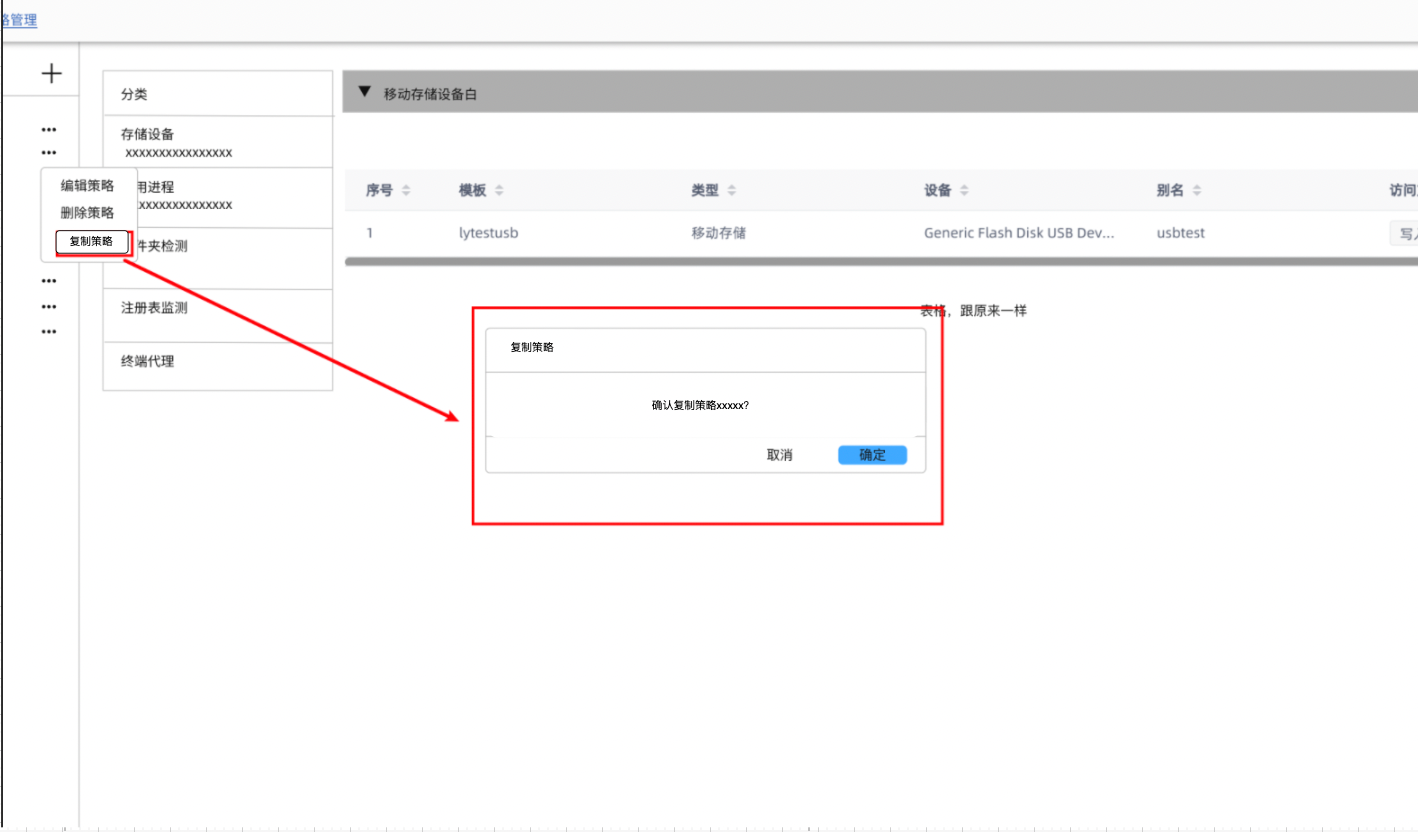 略管理
分类
存储设备
xxxxxxxxxxxxxxxx
用进程
xxxxxxxxxxxxxx
件夹检测
注册表监测
终端代理
编辑策略
删除策略
复制策略
移动存储设备白
序号 模板 类型 设备 别名 访问
1 lytestusb 移动存储 Generic Flash Disk USB Dev... usbtest 写入
表格，跟原来一样
复制策略
确认复制策略xxxxx?
取消 确定